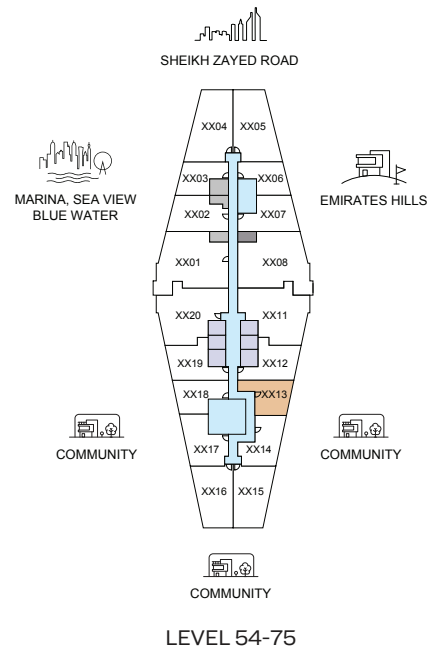 SHEIKH ZAYED ROAD
XX04
XX05
XX03
XX06
MARINA, SEA VIEW
BLUE WATER
EMIRATES HILLS
XX02
XX07
XX01
XX08
XX20
XX11
XX19
XX12
XX18
XX13
COMMUNITY
XX17
XX14
COMMUNITY
XX16
XX15
COMMUNITY
LEVEL 54-75